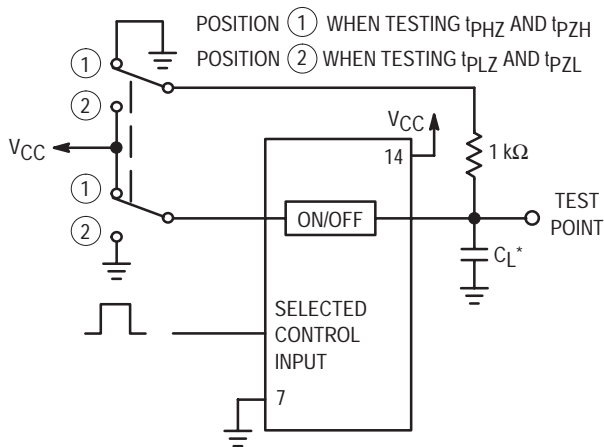 POSITION ① WHEN TESTING tPHZ AND tPZH
POSITION ② WHEN TESTING tPLZ AND tPZL
①
②
VCC
①
②
VCC
14
1 kΩ
ON/OFF
TEST
POINT
CL*
SELECTED
CONTROL
INPUT
7